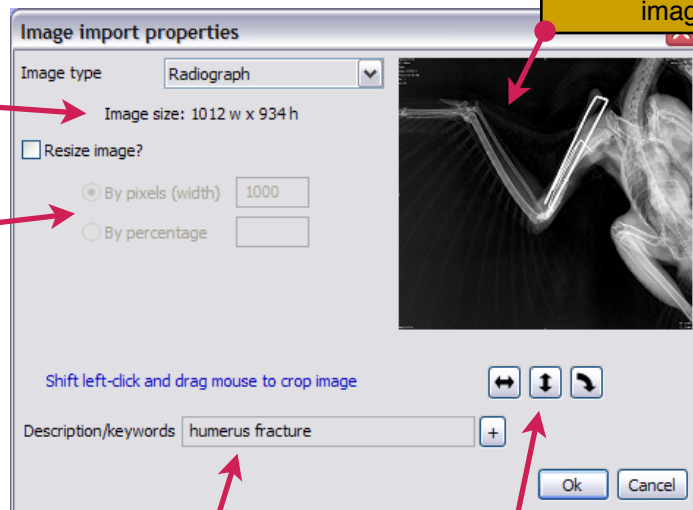 imag
Image import properties
Image type Radiograph
Image size: 1012 w x 934 h
Resize image?
By pixels (width) 1000
By percentage
Shift left-click and drag mouse to crop image
Description/keywords humerus fracture +
Ok Cancel